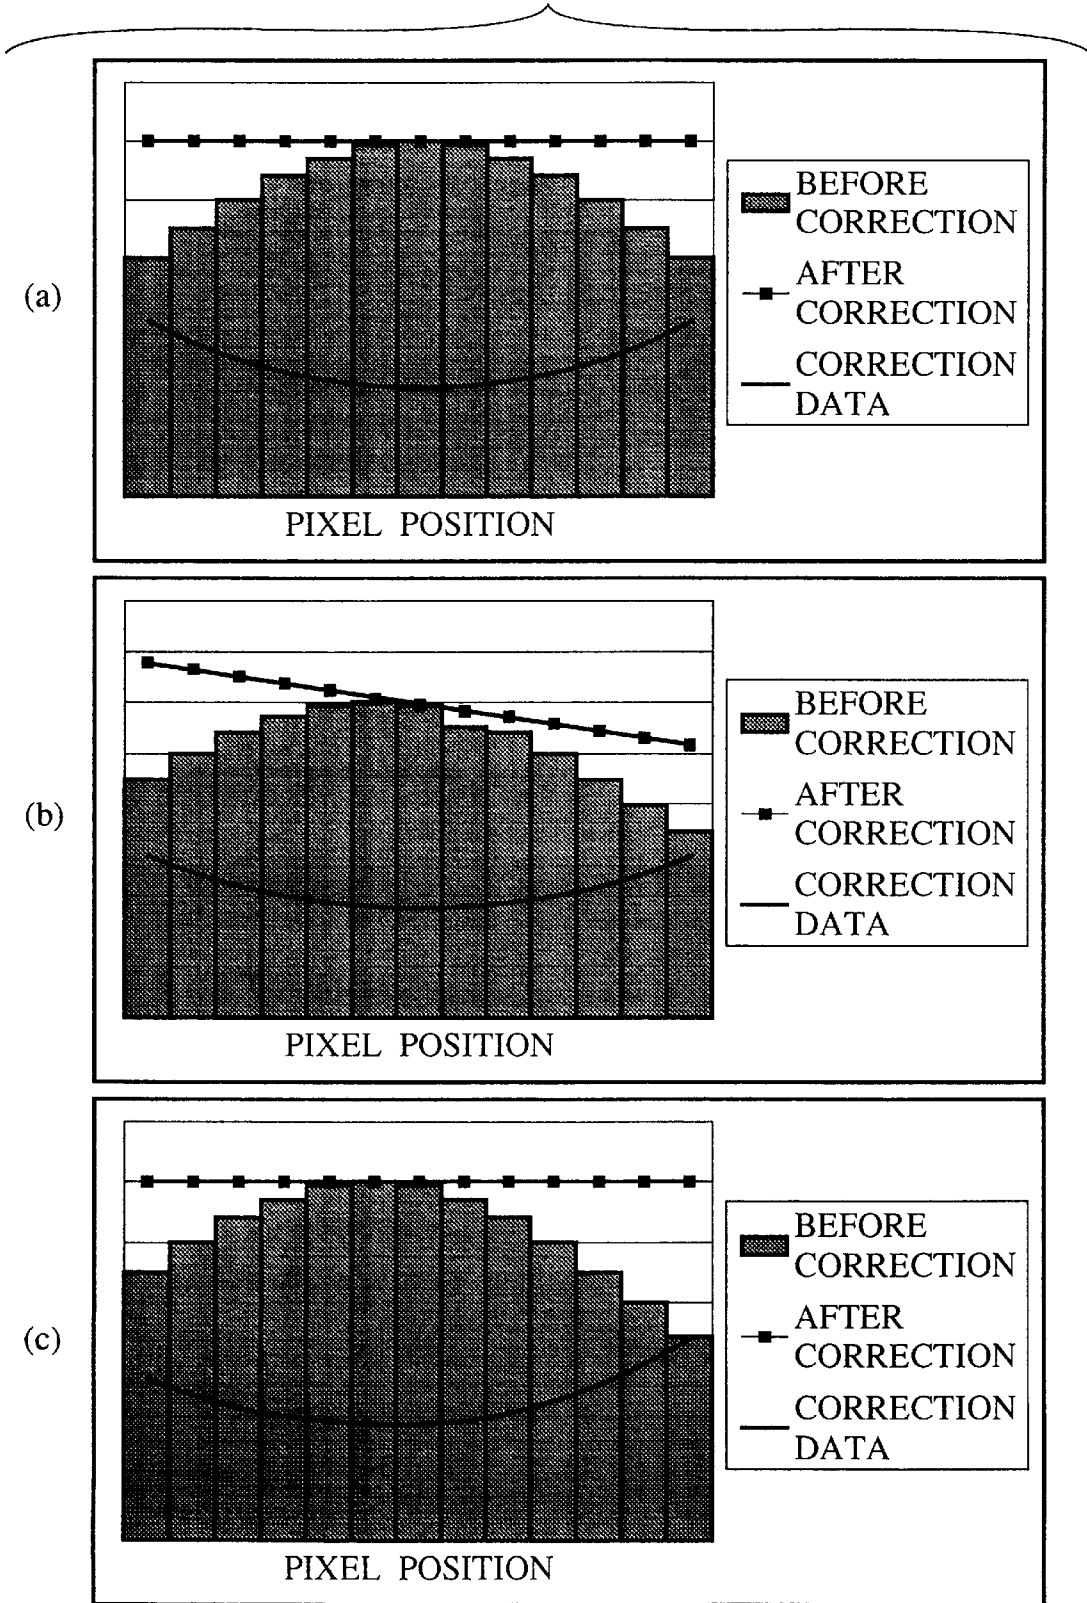 (a)
BEFORE
CORRECTION
AFTER
CORRECTION
CORRECTION
DATA
PIXEL POSITION
(b)
BEFORE
CORRECTION
AFTER
CORRECTION
CORRECTION
DATA
PIXEL POSITION
(c)
BEFORE
CORRECTION
AFTER
CORRECTION
CORRECTION
DATA
PIXEL POSITION